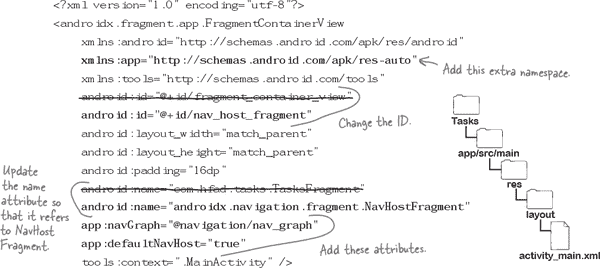 <?xml version="1.0" encoding="utf-8"?>
<androidx.fragment.app.FragmentContainerView
xmlns:android="http://schemas.android.com/apk/res/android"
xmlns:app="http://schemas.android.com/apk/res-auto"
Add this extra namespace.
xmlns:tools="http://schemas.android.com/tools"
android:id="@+id/fragment_container_view"
android:id="@+id/nav_host_fragment"
Change the ID.
android:layout_width="match_parent"
android:layout_height="match_parent"
android:padding="16dp"
android:name="com.hfad.tasks.TasksFragment"
android:name="androidx.navigation.fragment.NavHostFragment"
Update
the name
attribute so
that it refers
to NavHost
Fragment.
app:navGraph="@navigation/nav_graph"
app:defaultNavHost="true"
Add these attributes.
tools:context=".MainActivity" />
Tasks
app/src/main
res
layout
activity_main.xml